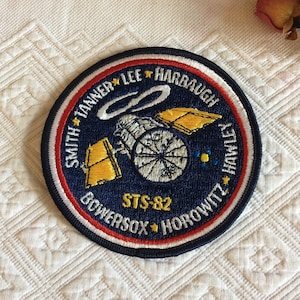 SMITH ★ TANNER ★ LEE ★ HARBAUGH
HAWLEY ★
BOWERSOX ★ HOROWITZ ★
STS-82